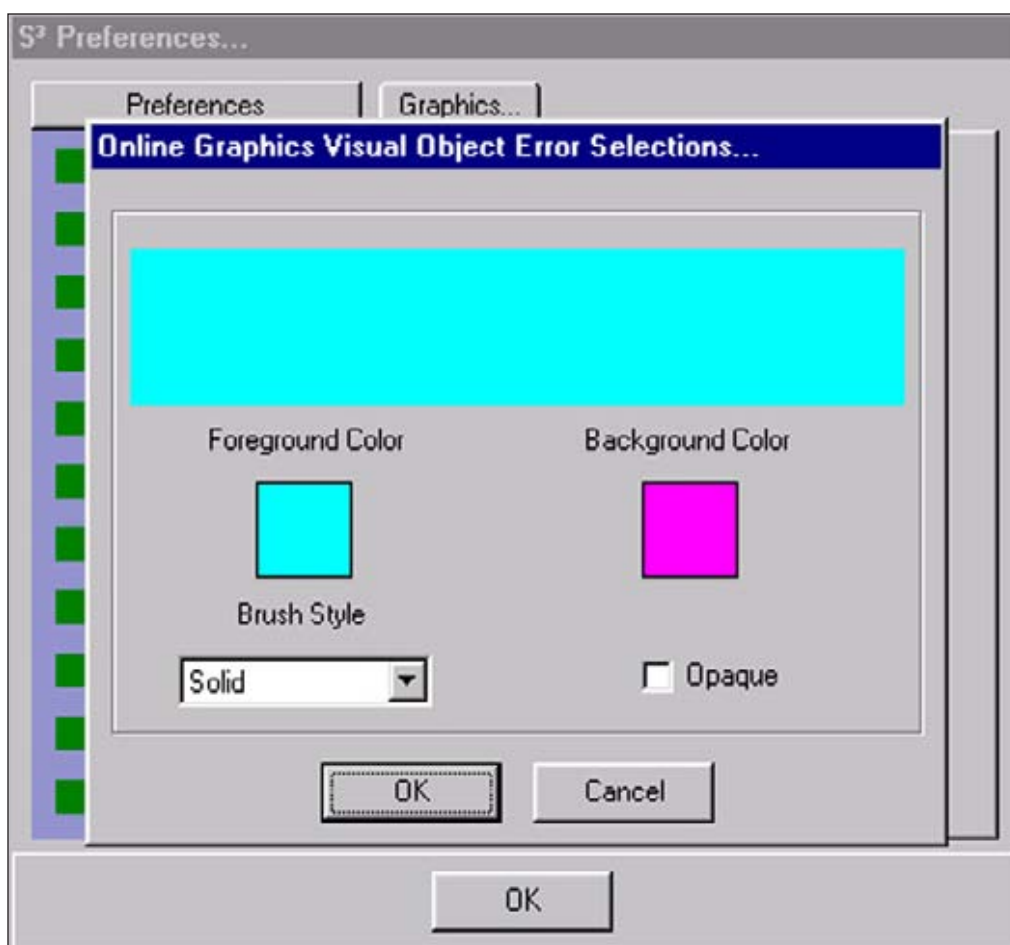 S³ Preferences...
Preferences Graphics...
Online Graphics Visual Object Error Selections...
Foreground Color Background Color
Brush Style
Solid Opaque
OK Cancel
OK